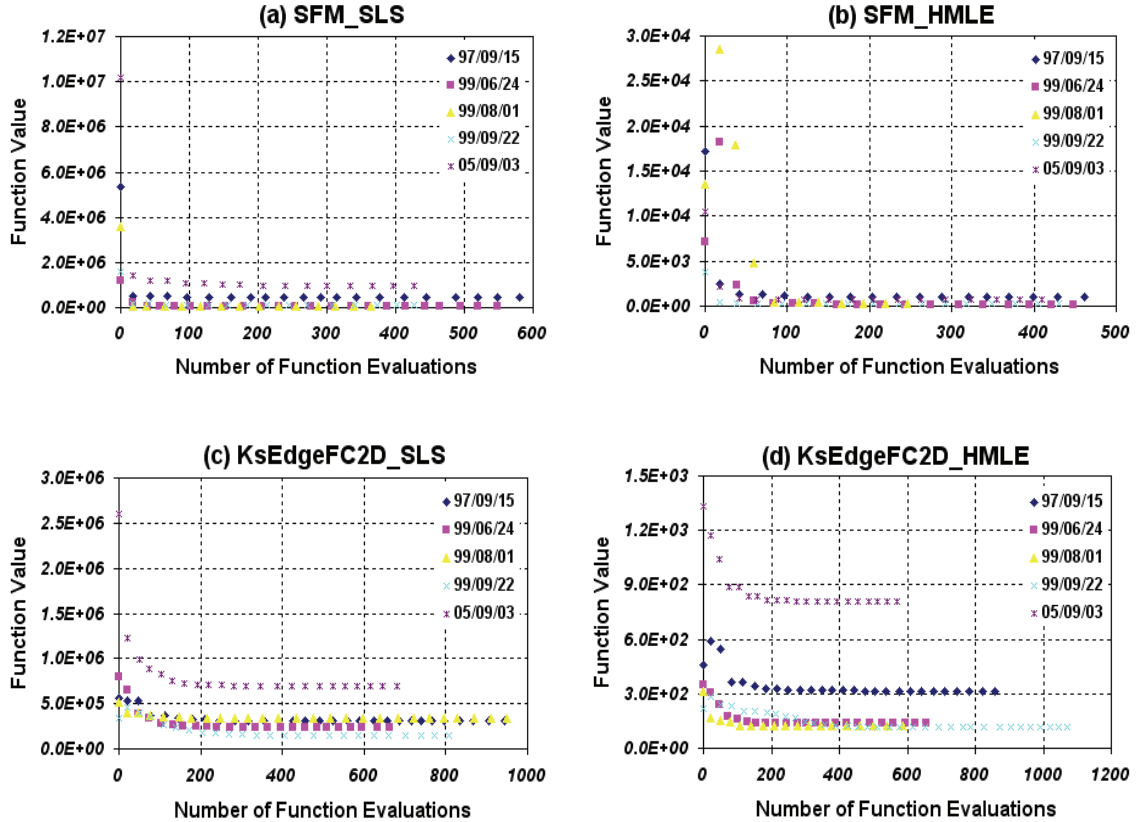 (a) SFM_SLS
1.2E+07
1.0E+07
8.0E+06
6.0E+06
4.0E+06
2.0E+06
0.0E+00
Function Value
0 100 200 300 400 500 600
Number of Function Evaluations
97/09/15
99/06/24
99/08/01
99/09/22
05/09/03
(b) SFM_HMLE
3.0E+04
2.5E+04
2.0E+04
1.5E+04
1.0E+04
5.0E+03
0.0E+00
Function Value
0 100 200 300 400 500
Number of Function Evaluations
97/09/15
99/06/24
99/08/01
99/09/22
05/09/03
(c) KsEdgeFC2D_SLS
3.0E+06
2.5E+06
2.0E+06
1.5E+06
1.0E+06
5.0E+05
0.0E+00
Function Value
0 200 400 600 800 1000
Number of Function Evaluations
97/09/15
99/06/24
99/08/01
99/09/22
05/09/03
(d) KsEdgeFC2D_HMLE
1.5E+03
1.2E+03
9.0E+02
6.0E+02
3.0E+02
0.0E+00
Function Value
0 200 400 600 800 1000 1200
Number of Function Evaluations
97/09/15
99/06/24
99/08/01
99/09/22
05/09/03